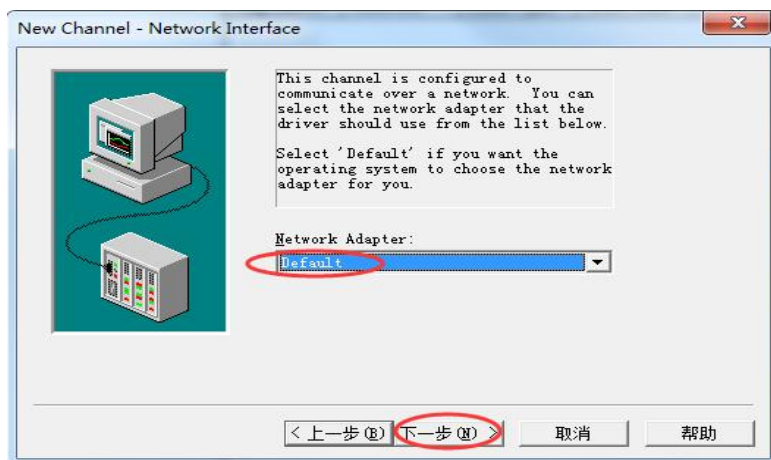 New Channel - Network Interface
This channel is configured to
communicate over a network. You can
select the network adapter that the
driver should use from the list below.
Select 'Default' if you want the
operating system to choose the network
adapter for you.
Network Adapter:
Default
< 上一步(B) 下一步(N) > 取消 帮助